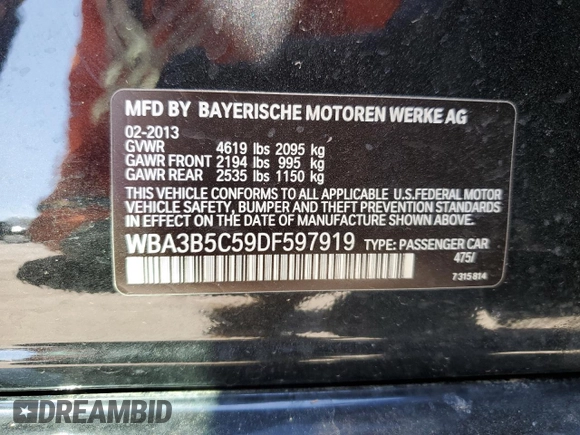 MFD BY BAYERISCHE MOTOREN WERKE AG
02-2013
GVWR 4619 lbs 2095 kg
GAWR FRONT 2194 lbs 995 kg
GAWR REAR 2535 lbs 1150 kg
THIS VEHICLE CONFORMS TO ALL APPLICABLE U.S.FEDERAL MOTOR
VEHICLE SAFETY, BUMPER AND THEFT PREVENTION STANDARDS
IN EFFECT ON THE DATE OF MANUFACTURE SHOWN ABOVE.
WBA3B5C59DF597919 TYPE: PASSENGER CAR
475/
7315814
DREAMBID